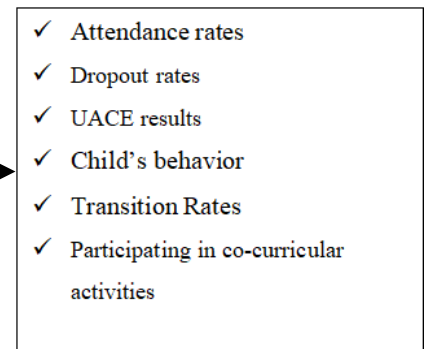 ✓ Attendance rates
✓ Dropout rates
✓ UACE results
✓ Child's behavior
✓ Transition Rates
✓ Participating in co-curricular
activities